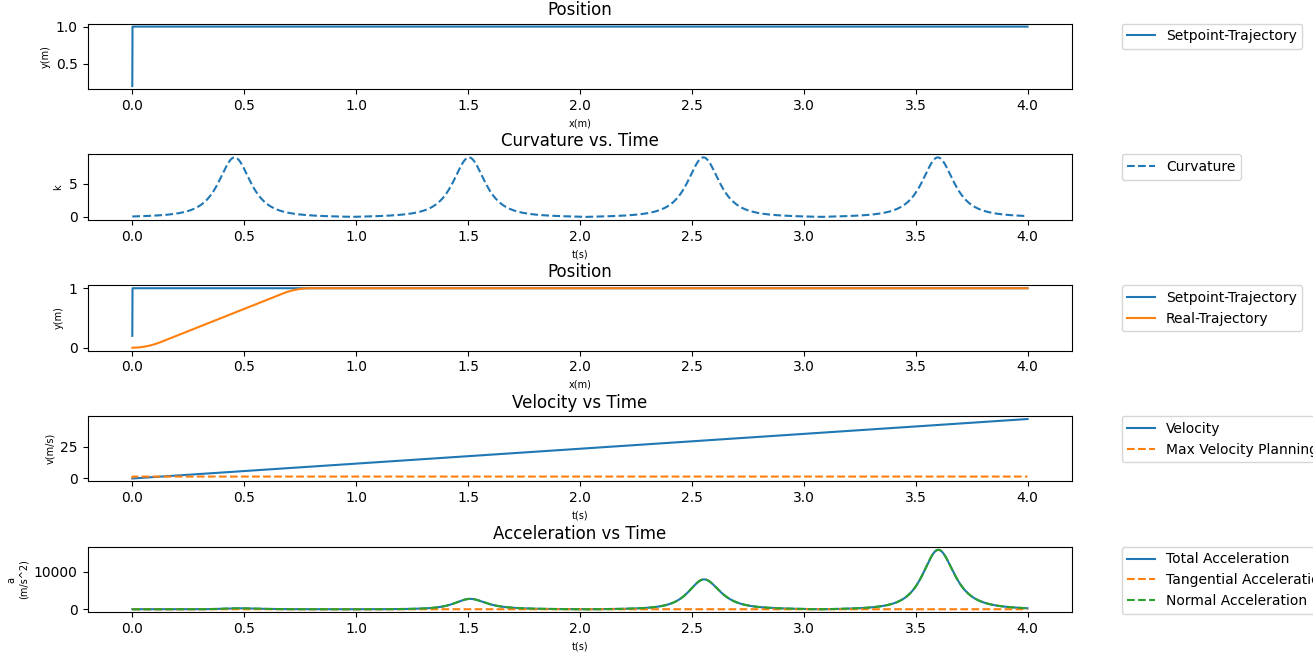 Position
1.0
0.5
y(m)
0.0 0.5 1.0 1.5 2.0 2.5 3.0 3.5 4.0
x(m)
Setpoint-Trajectory
Curvature vs. Time
5
0
k
0.0 0.5 1.0 1.5 2.0 2.5 3.0 3.5 4.0
t(s)
Curvature
Position
1
0
y(m)
0.0 0.5 1.0 1.5 2.0 2.5 3.0 3.5 4.0
x(m)
Setpoint-Trajectory
Real-Trajectory
Velocity vs Time
25
0
v(m/s)
0.0 0.5 1.0 1.5 2.0 2.5 3.0 3.5 4.0
t(s)
Velocity
Max Velocity Planning
Acceleration vs Time
10000
0
a
(m/s^2)
0.0 0.5 1.0 1.5 2.0 2.5 3.0 3.5 4.0
t(s)
Total Acceleration
Tangential Acceleratio
Normal Acceleration